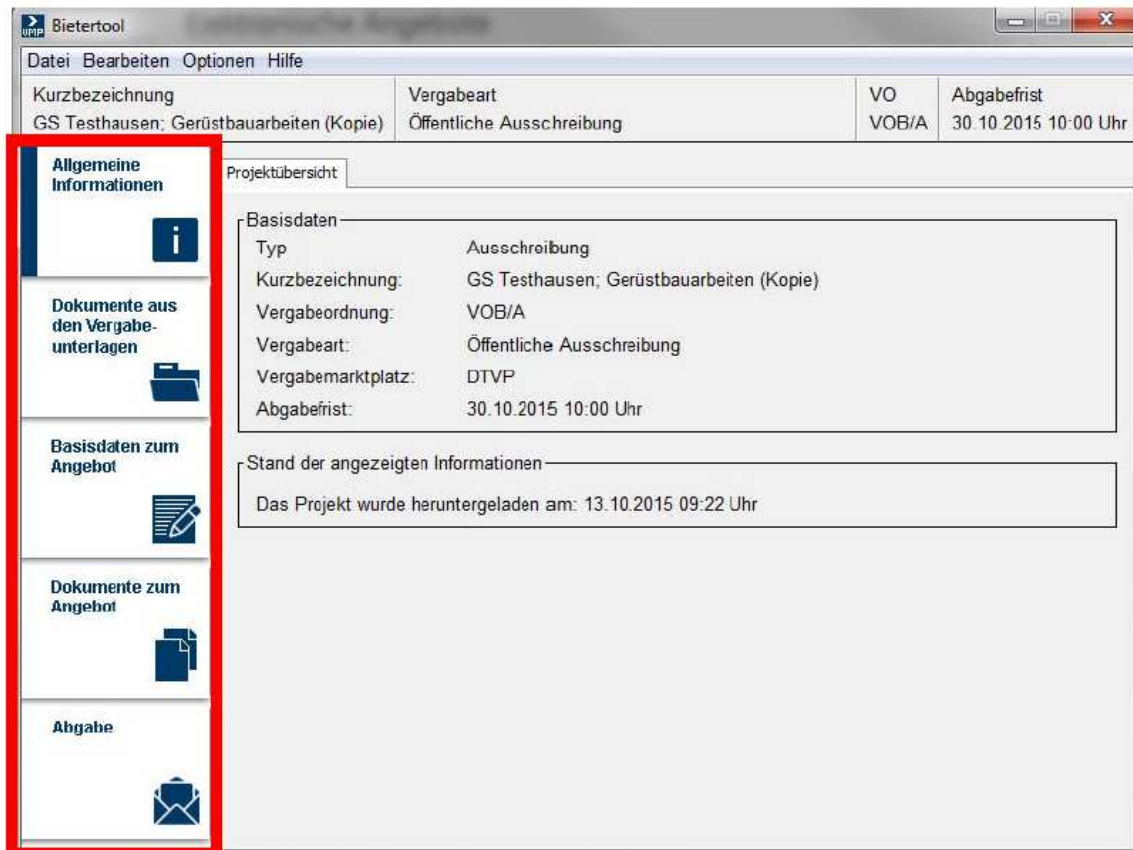 Elektronische Angebote
VMP
Bietertool
Datei Bearbeiten Optionen Hilfe
Kurzbezeichnung Vergabeart VO Abgabefrist
GS Testhausen; Gerüstbauarbeiten (Kopie) Öffentliche Ausschreibung VOB/A 30.10.2015 10:00 Uhr
Allgemeine
Informationen
i
Dokumente aus
den Vergabe-
unterlagen
Basisdaten zum
Angebot
Dokumente zum
Angebot
Abgabe
Projektübersicht
Basisdaten
Typ Ausschreibung
Kurzbezeichnung: GS Testhausen; Gerüstbauarbeiten (Kopie)
Vergabeordnung: VOB/A
Vergabeart: Öffentliche Ausschreibung
Vergabemarktplatz: DTVP
Abgabefrist: 30.10.2015 10:00 Uhr
Stand der angezeigten Informationen
Das Projekt wurde heruntergeladen am: 13.10.2015 09:22 Uhr